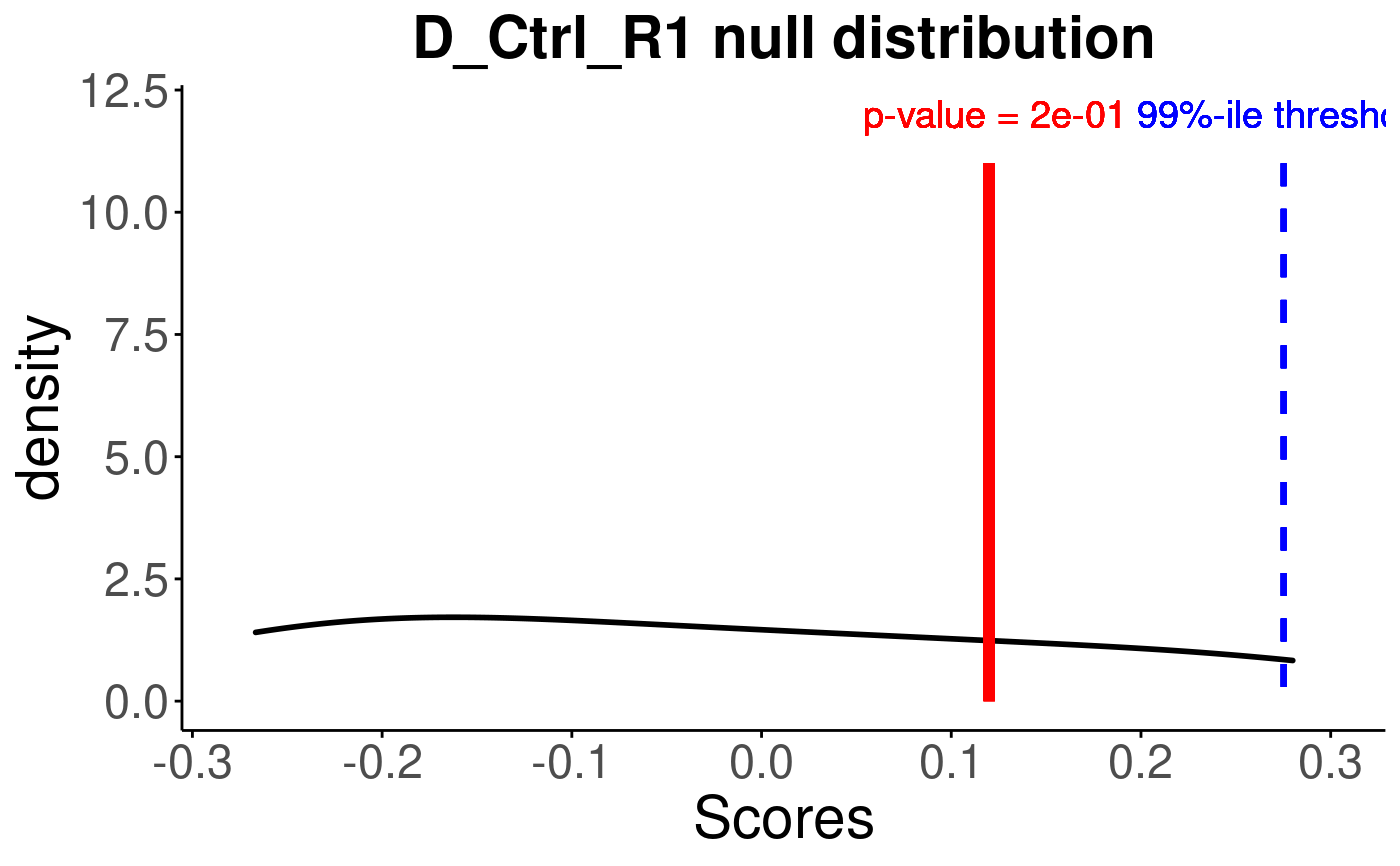 D_Ctrl_R1 null distribution
p-value = 2e-01 99%-ile
density
12.5
10.0
7.5
5.0
2.5
0.0
-0.3 -0.2 -0.1 0.0 0.1 0.2 0.3
Scores